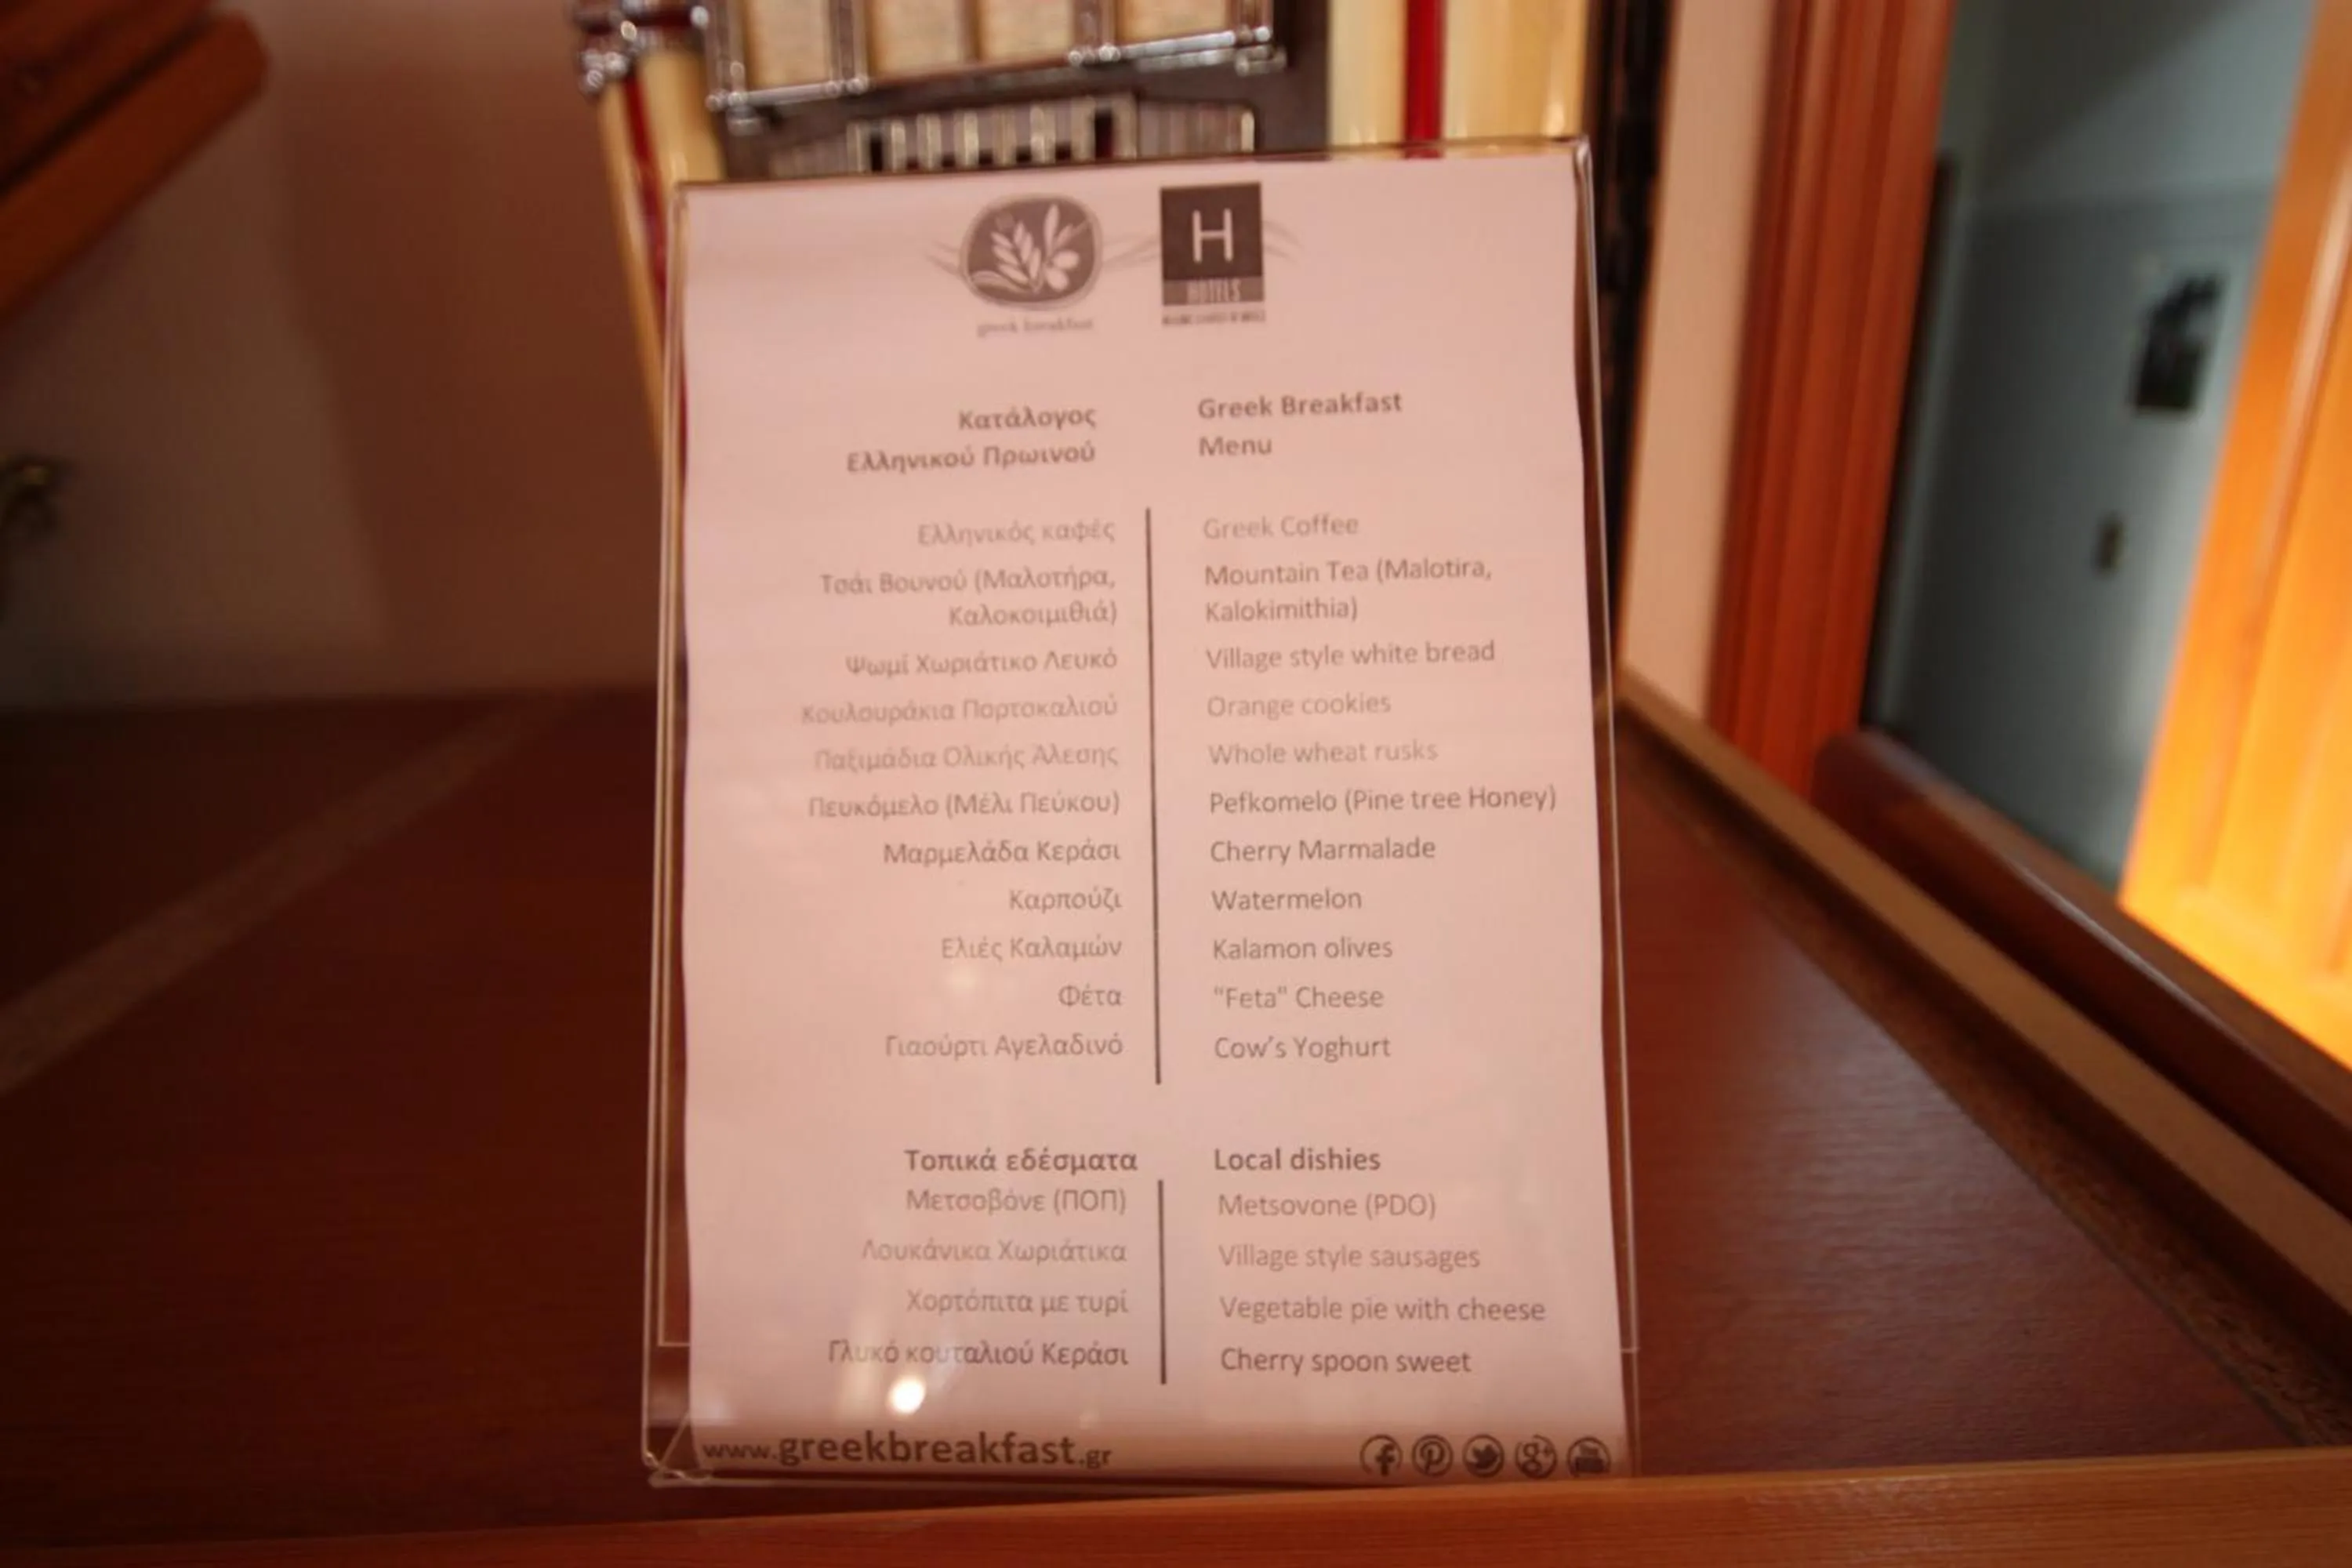 greek breakfast
H
HOTELS
Κατάλογος
Ελληνικού Πρωινού
Greek Breakfast
Menu
Ελληνικός καφές
Greek Coffee
Τσάι Βουνού (Μαλοτήρα,
Καλοκοιμιθιά)
Mountain Tea (Malotira,
Kalokimithia)
Ψωμί Χωριάτικο Λευκό
Village style white bread
Κουλουράκια Πορτοκαλιού
Orange cookies
Παξιμάδια Ολικής Άλεσης
Whole wheat rusks
Πευκόμελο (Μέλι Πεύκου)
Pefkomelo (Pine tree Honey)
Μαρμελάδα Κεράσι
Cherry Marmalade
Καρπούζι
Watermelon
Ελιές Καλαμών
Kalamon olives
Φέτα
"Feta" Cheese
Γιαούρτι Αγελαδινό
Cow's Yoghurt
Τοπικά εδέσματα
Local dishies
Μετσοβόνε (ΠΟΠ)
Metsovone (PDO)
Λουκάνικα Χωριάτικα
Village style sausages
Χορτόπιτα με τυρί
Vegetable pie with cheese
Γλυκό κουταλιού Κεράσι
Cherry spoon sweet
www.greekbreakfast.gr